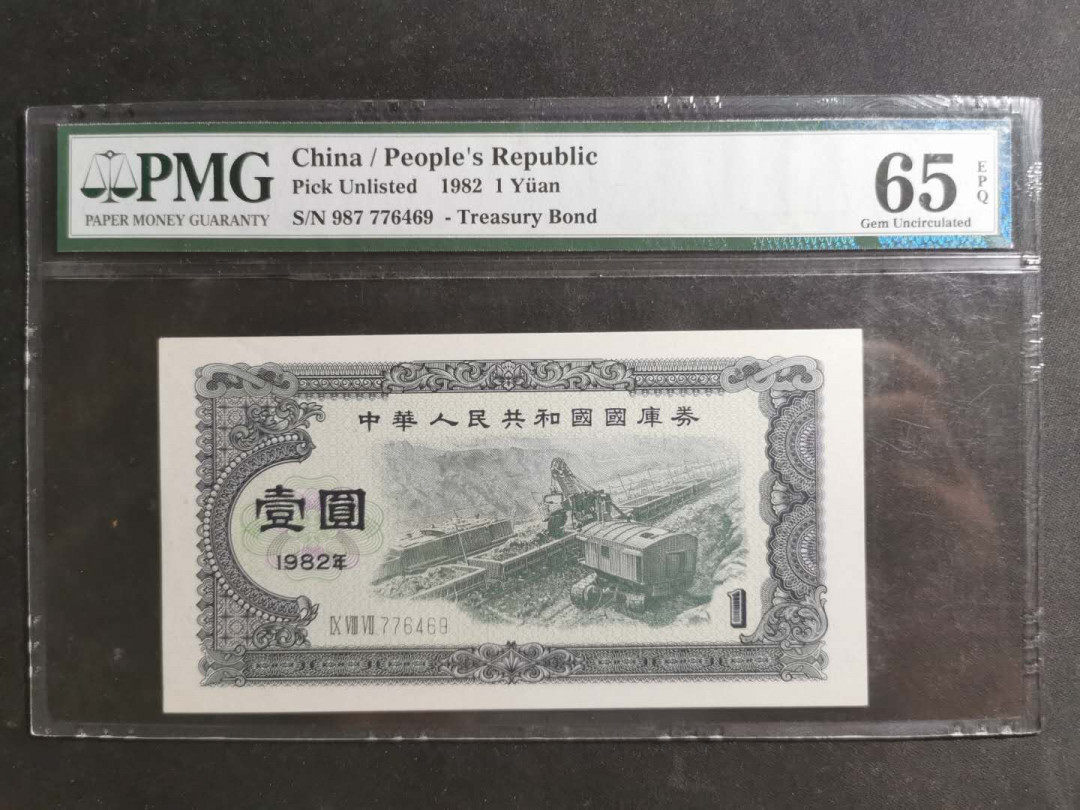 PMG
PAPER MONEY GUARANTY
China / People's Republic
Pick Unlisted 1982 1 Yüan
S/N 987 776469 - Treasury Bond
65
EPQ
Gem Uncirculated
中華人民共和國國庫券
壹圓
1982年
IX VIII VII 776469
1